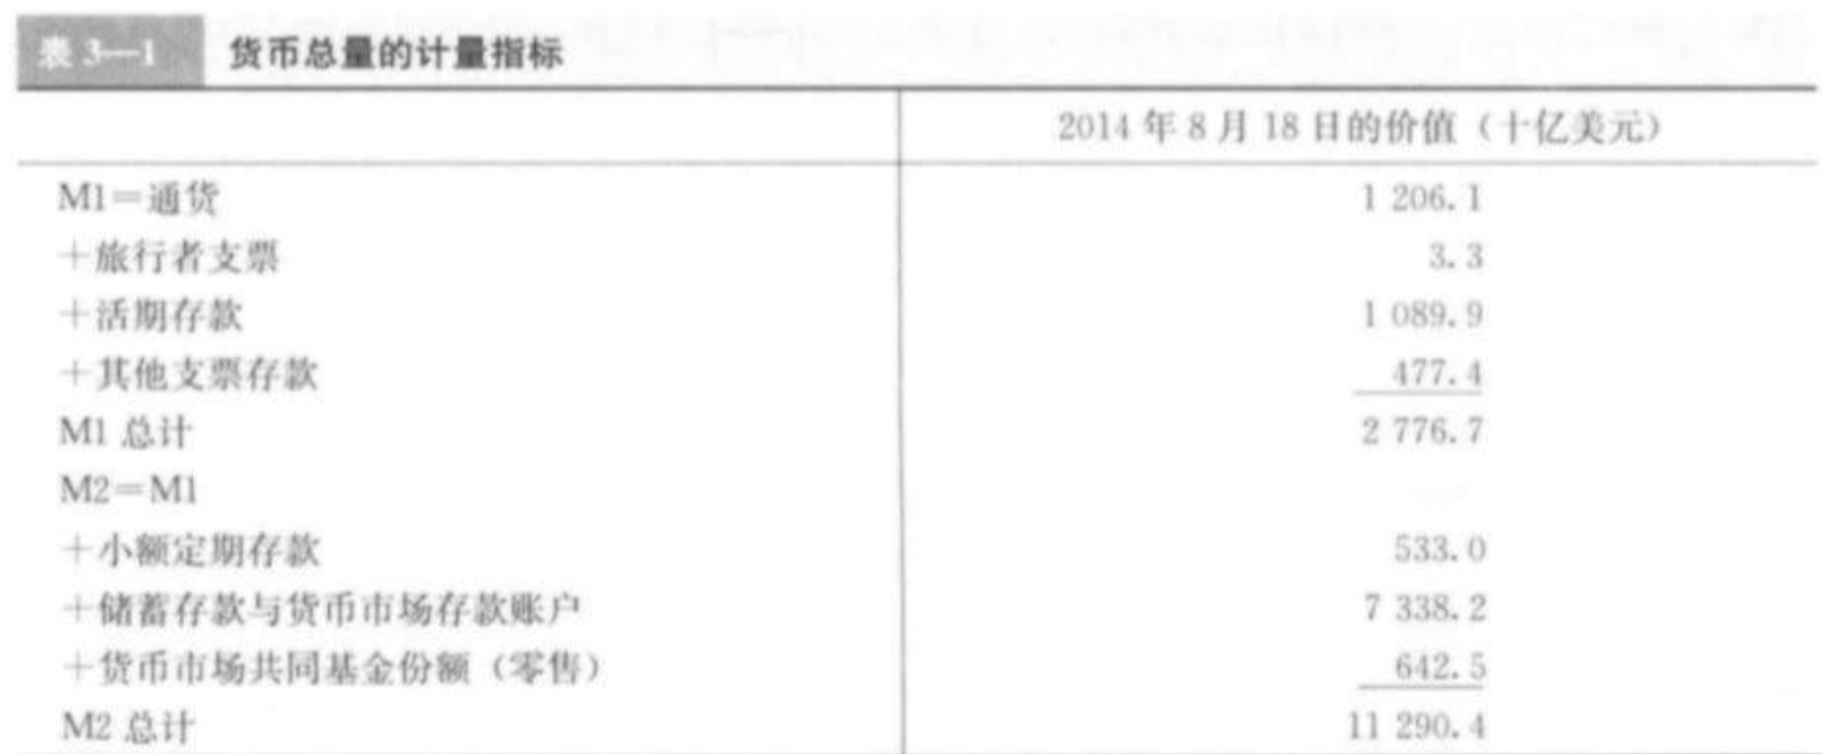 表 3—1 货币总量的计量指标
2014 年 8 月 18 日的价值（十亿美元）
M1＝通货 1 206.1
＋旅行者支票 3.3
＋活期存款 1 089.9
＋其他支票存款 477.4
M1 总计 2 776.7
M2＝M1
＋小额定期存款 533.0
＋储蓄存款与货币市场存款账户 7 338.2
＋货币市场共同基金份额（零售） 642.5
M2 总计 11 290.4